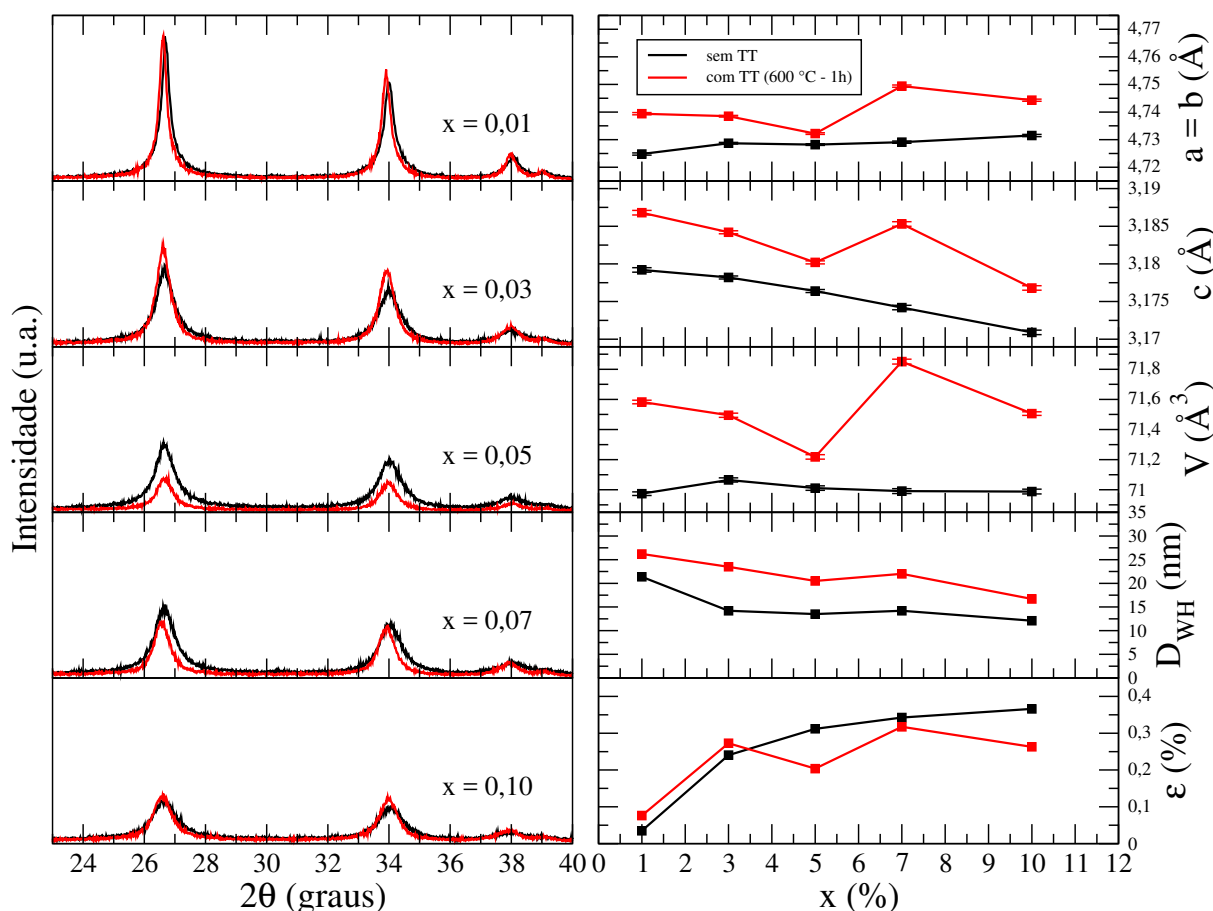 Intensidade (u.a.)
x = 0,01
x = 0,03
x = 0,05
x = 0,07
x = 0,10
24 26 28 30 32 34 36 38 40
2θ (graus)
sem TT
com TT (600 °C - 1h)
4,77
4,76
4,75
4,74
4,73
4,72
a = b (Å)
3,19
3,185
3,18
3,175
3,17
c (Å)
71,8
71,6
71,4
71,2
71
V (Å³)
35
30
25
20
15
10
5
0
D_WH (nm)
0,4
0,3
0,2
0,1
0
ε (%)
0 1 2 3 4 5 6 7 8 9 10 11 12
x (%)